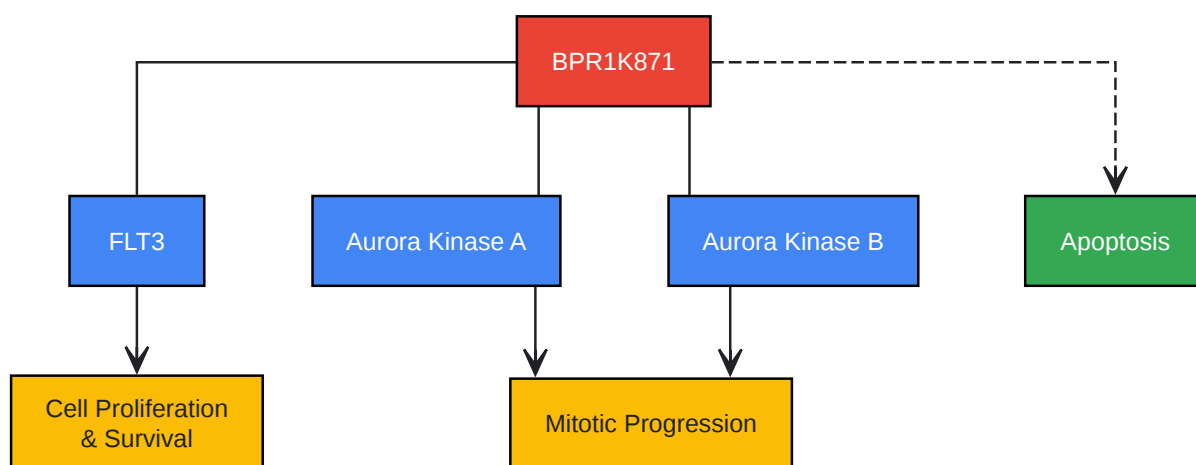 BPR1K871
FLT3
Aurora Kinase A
Aurora Kinase B
Apoptosis
Cell Proliferation
& Survival
Mitotic Progression